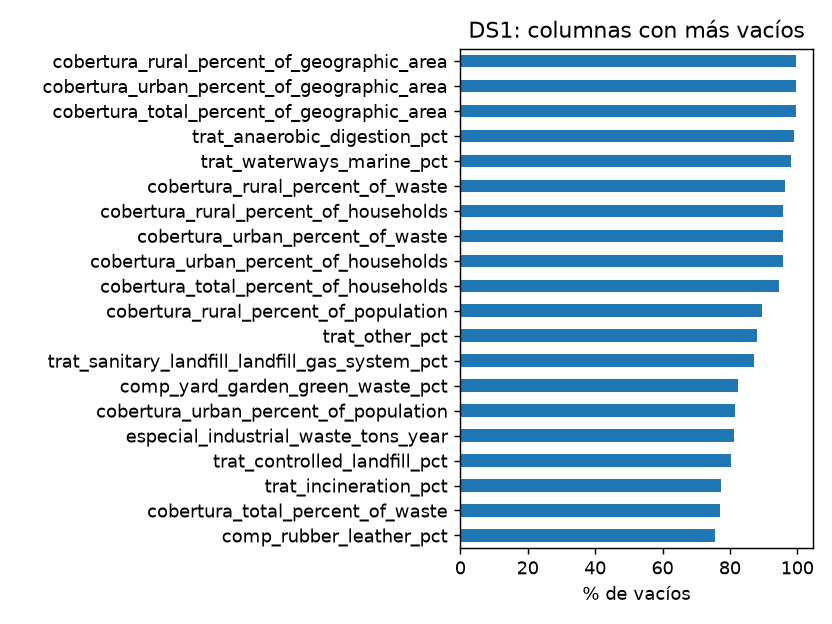 DS1: columnas con más vacíos
cobertura_rural_percent_of_geographic_area
cobertura_urban_percent_of_geographic_area
cobertura_total_percent_of_geographic_area
trat_anaerobic_digestion_pct
trat_waterways_marine_pct
cobertura_rural_percent_of_waste
cobertura_rural_percent_of_households
cobertura_urban_percent_of_waste
cobertura_urban_percent_of_households
cobertura_total_percent_of_households
cobertura_rural_percent_of_population
trat_other_pct
trat_sanitary_landfill_landfill_gas_system_pct
comp_yard_garden_green_waste_pct
cobertura_urban_percent_of_population
especial_industrial_waste_tons_year
trat_controlled_landfill_pct
trat_incineration_pct
cobertura_total_percent_of_waste
comp_rubber_leather_pct
0 20 40 60 80 100
% de vacíos